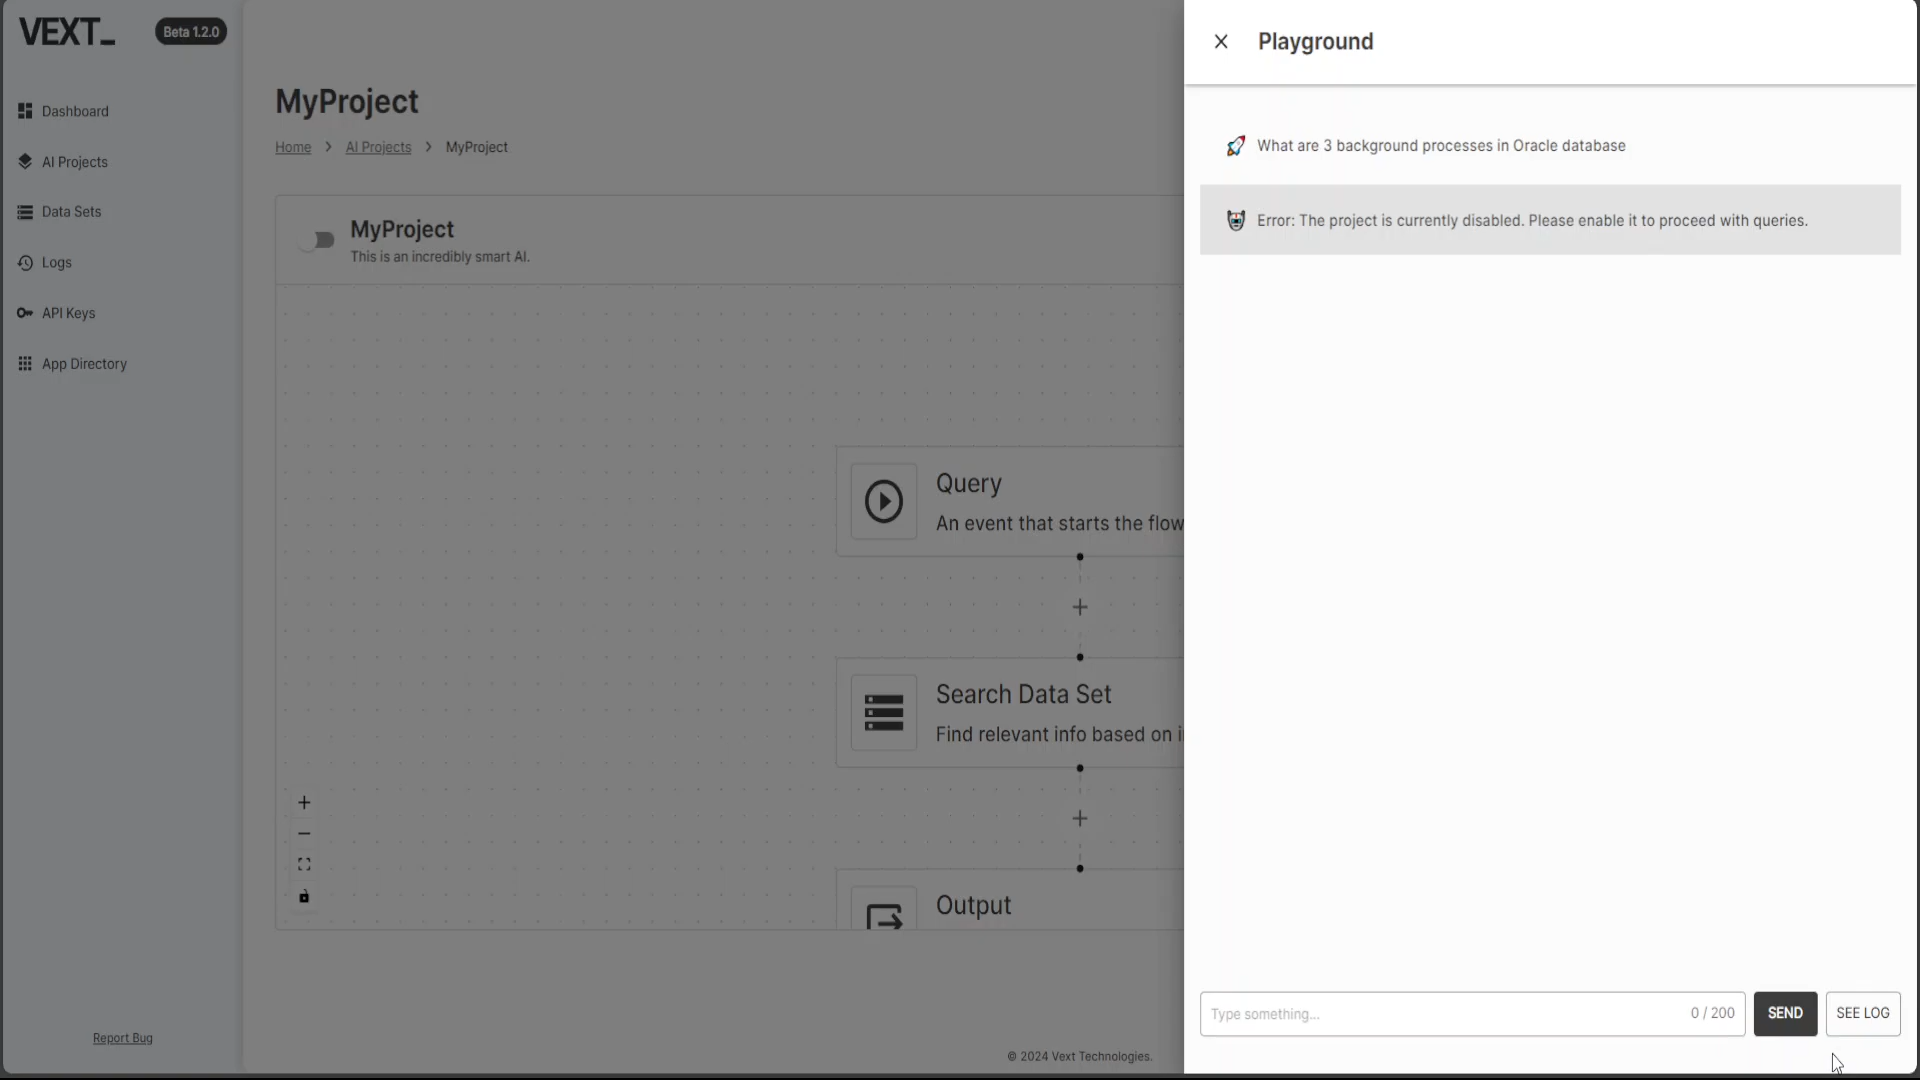 VEXT_
Beta 1.2.0
Dashboard
AI Projects
Data Sets
Logs
API Keys
App Directory
Report Bug
MyProject
Home > AI Projects > MyProject
MyProject
This is an incredibly smart AI.
Query
An event that starts the flow
Search Data Set
Find relevant info based on
Output
© 2024 Vext Technologies.
Playground
What are 3 background processes in Oracle database
Error: The project is currently disabled. Please enable it to proceed with queries.
Type something...
0 / 200
SEND
SEE LOG